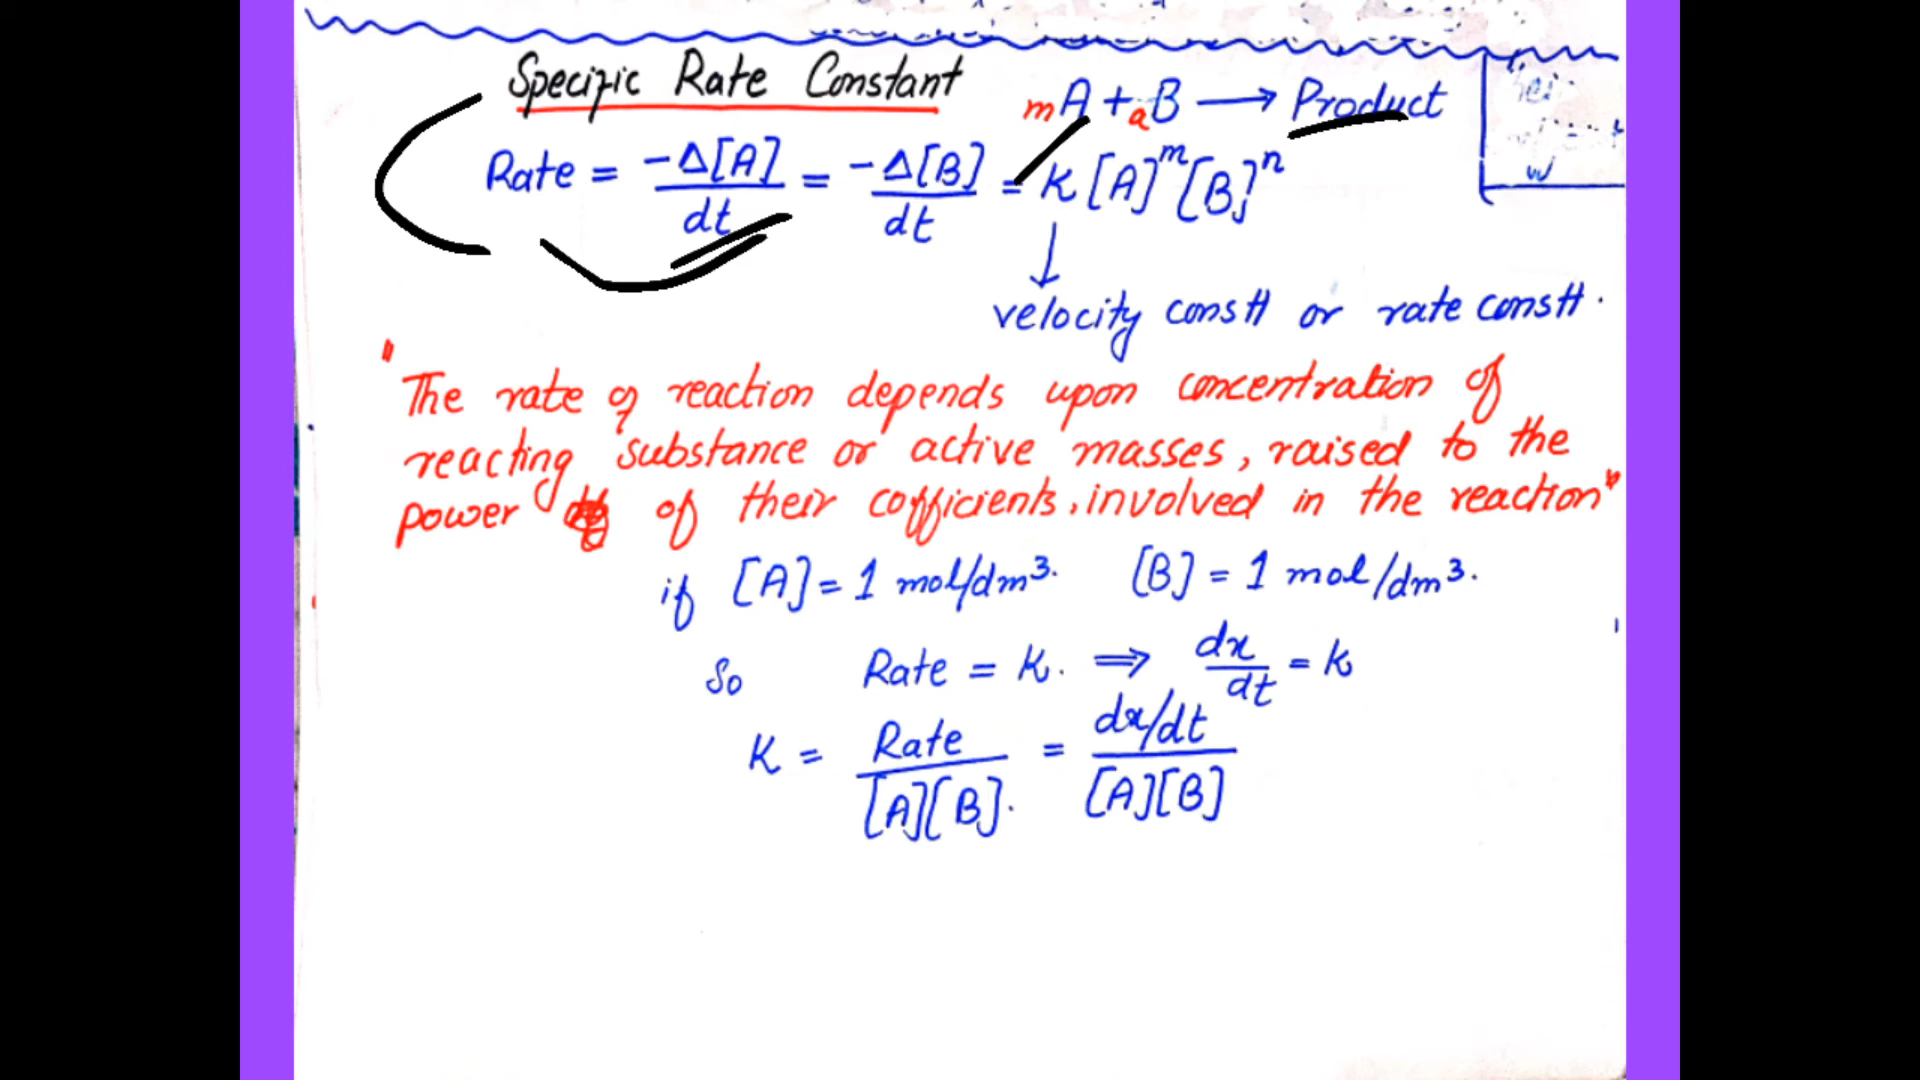 Specific Rate Constant
mA + aB ⟶ Product
Rate = -Δ[A]/dt = -Δ[B]/dt = K[A]^m[B]^n
↓
velocity constt or rate constt.
"The rate of reaction depends upon concentration of
reacting substance or active masses, raised to the
power of their cofficients, involved in the reaction"
if [A] = 1 mol/dm³. [B] = 1 mol/dm³.
So Rate = K. ⟹ dx/dt = k
K = Rate/[A][B]. = dx/dt/[A][B]